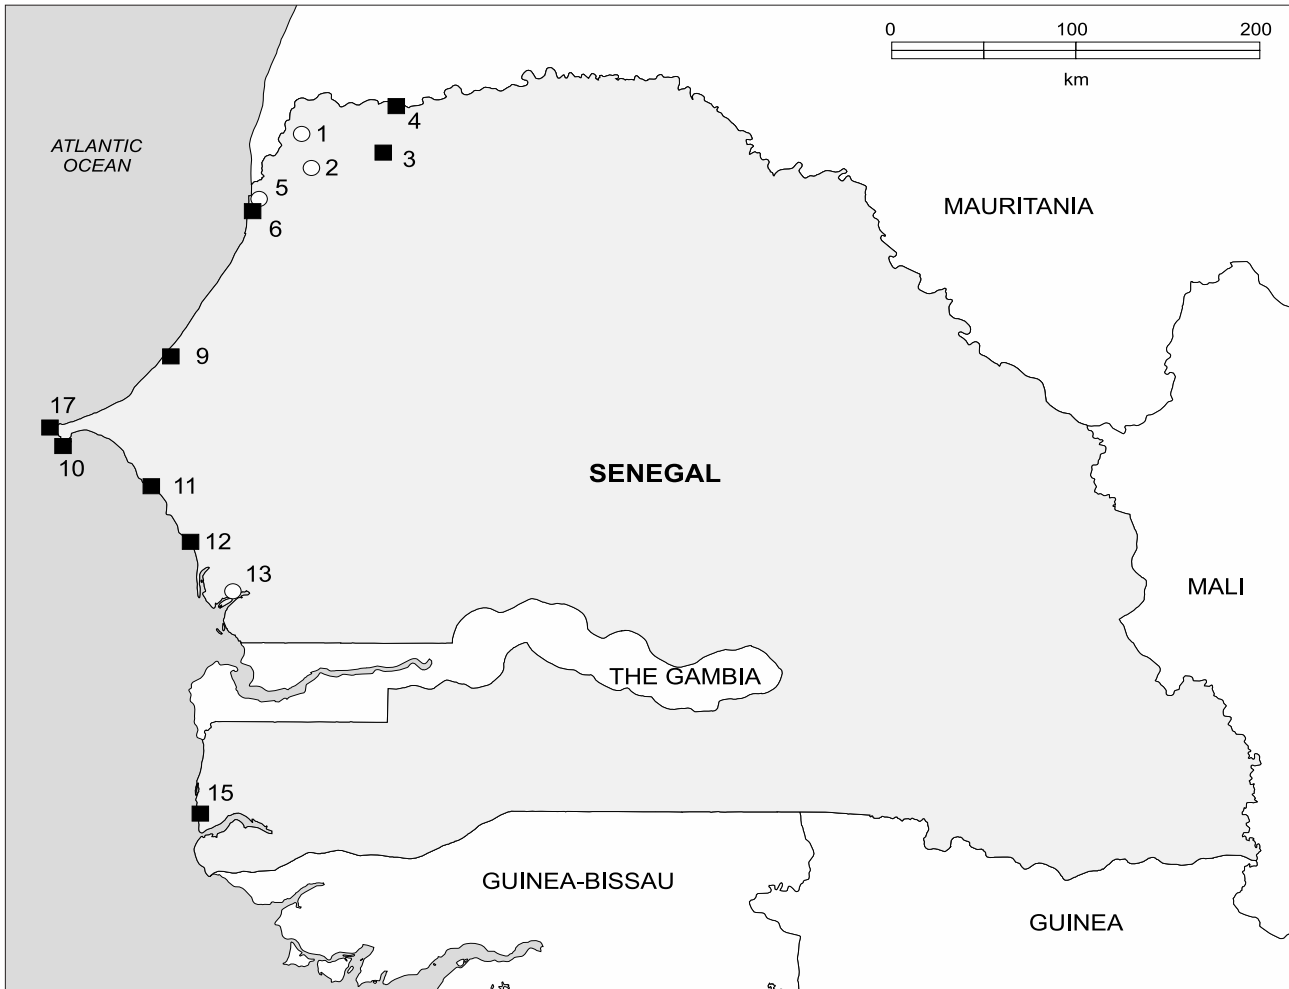 0 100 200
km
4
1
ATLANTIC
OCEAN
3
2
5
MAURITANIA
6
9
17
10
SENEGAL
11
12
13
MALI
THE GAMBIA
15
GUINEA-BISSAU
GUINEA